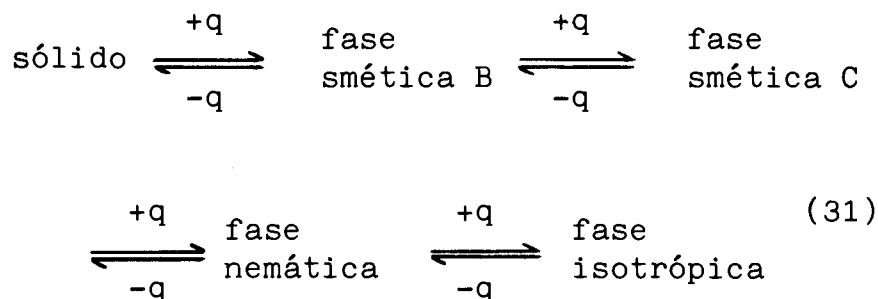 +q +q
sólido ⇌ fase smética B ⇌ fase smética C
-q -q
+q +q (31)
⇌ fase nemática ⇌ fase isotrópica
-q -q